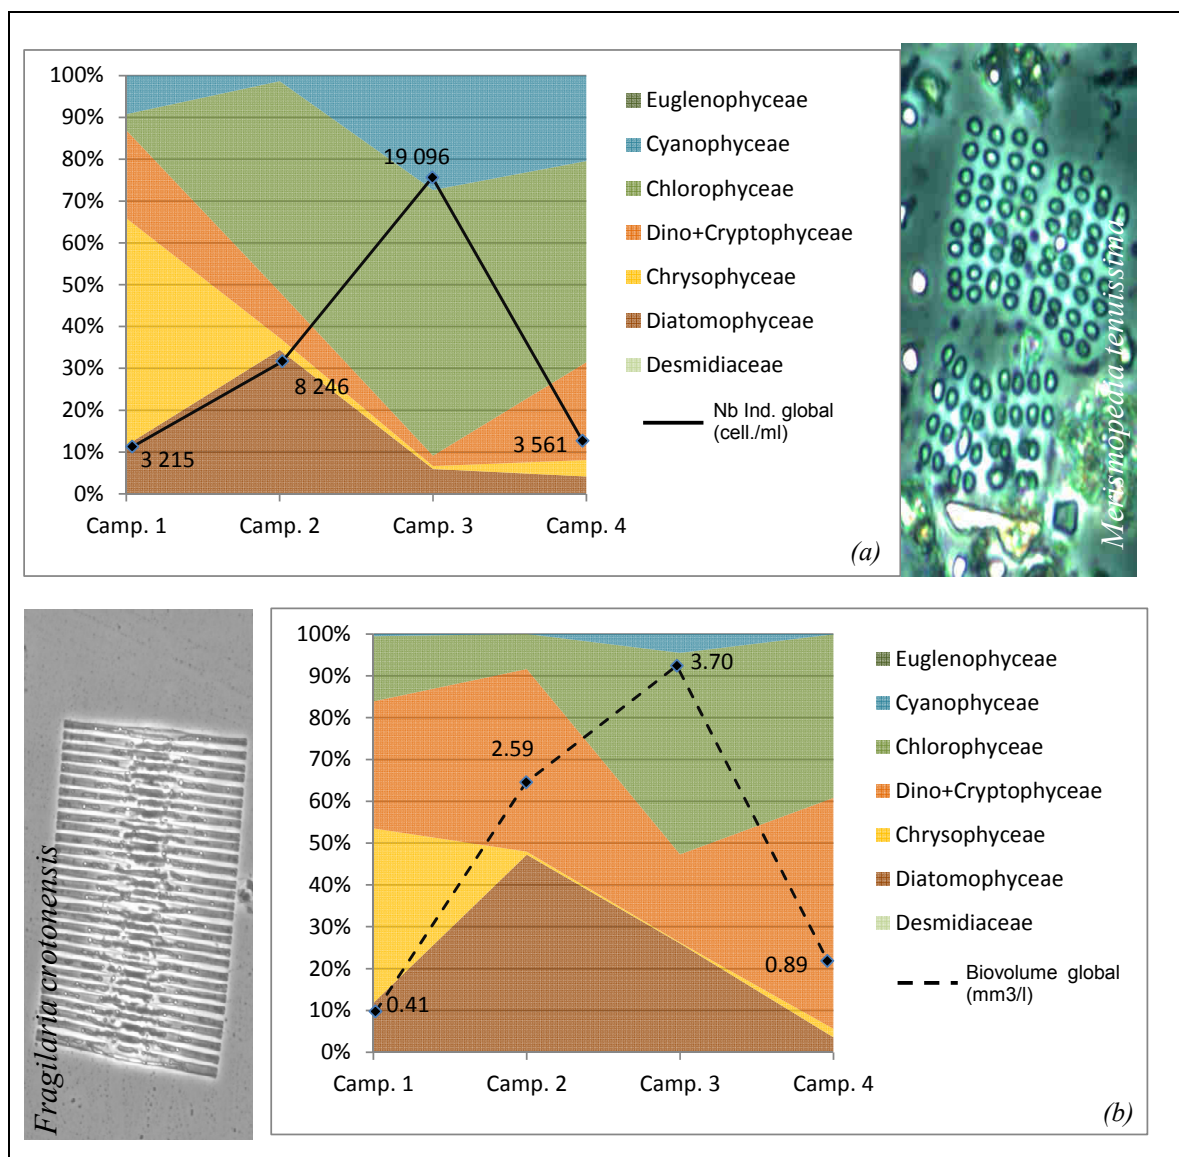 100%
90%
80%
70%
60%
50%
40%
30%
20%
10%
0%
19 096
8 246
3 215
3 561
Camp. 1
Camp. 2
Camp. 3
Camp. 4
Euglenophyceae
Cyanophyceae
Chlorophyceae
Dino+Cryptophyceae
Chrysophyceae
Diatomophyceae
Desmidiaceae
Nb Ind. global
(cell./ml)
(a)
Merismopedia tenuissima
Fragilaria crotonensis
100%
90%
80%
70%
60%
50%
40%
30%
20%
10%
0%
3.70
2.59
0.89
0.41
Camp. 1
Camp. 2
Camp. 3
Camp. 4
Euglenophyceae
Cyanophyceae
Chlorophyceae
Dino+Cryptophyceae
Chrysophyceae
Diatomophyceae
Desmidiaceae
Biovolume global
(mm3/l)
(b)